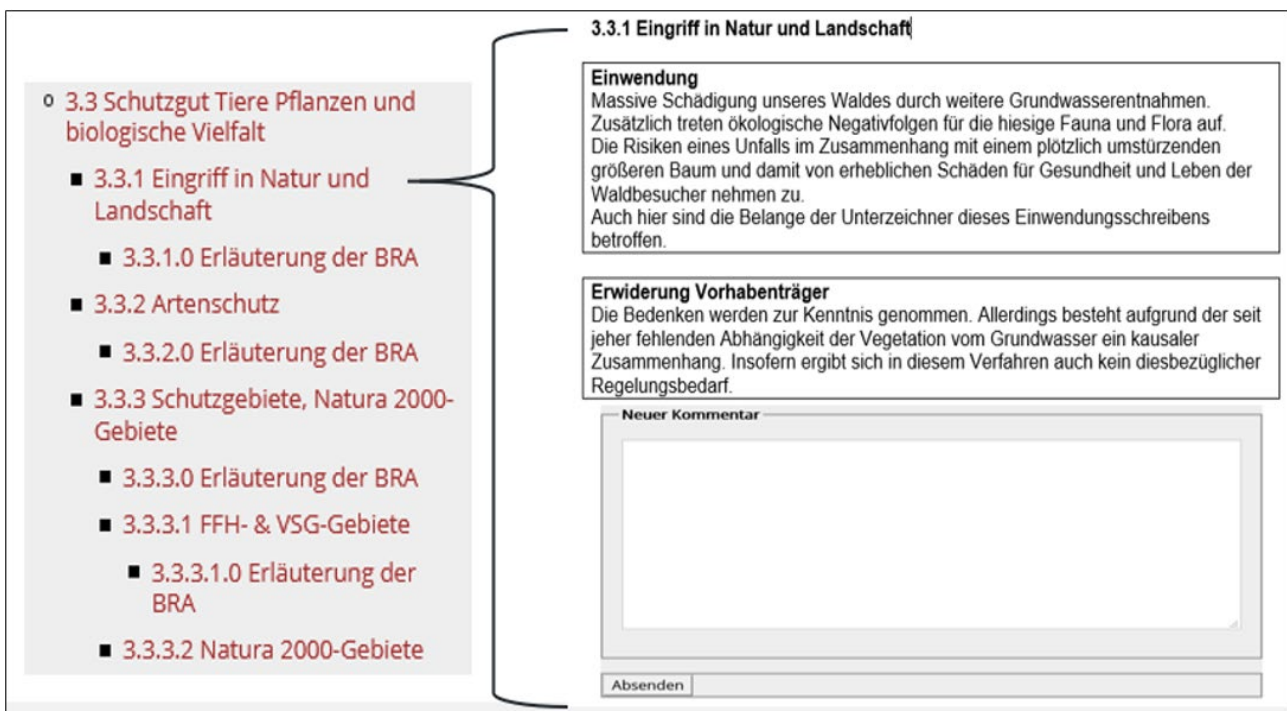 3.3 Schutzgut Tiere Pflanzen und
biologische Vielfalt
3.3.1 Eingriff in Natur und
Landschaft
3.3.1.0 Erläuterung der BRA
3.3.2 Artenschutz
3.3.2.0 Erläuterung der BRA
3.3.3 Schutzgebiete, Natura 2000-
Gebiete
3.3.3.0 Erläuterung der BRA
3.3.3.1 FFH- & VSG-Gebiete
3.3.3.1.0 Erläuterung der
BRA
3.3.3.2 Natura 2000-Gebiete
3.3.1 Eingriff in Natur und Landschaft
Einwendung
Massive Schädigung unseres Waldes durch weitere Grundwasserentnahmen.
Zusätzlich treten ökologische Negativfolgen für die hiesige Fauna und Flora auf.
Die Risiken eines Unfalls im Zusammenhang mit einem plötzlich umstürzenden
größeren Baum und damit von erheblichen Schäden für Gesundheit und Leben der
Waldbesucher nehmen zu.
Auch hier sind die Belange der Unterzeichner dieses Einwendungsschreibens
betroffen.
Erwiderung Vorhabenträger
Die Bedenken werden zur Kenntnis genommen. Allerdings besteht aufgrund der seit
jeher fehlenden Abhängigkeit der Vegetation vom Grundwasser ein kausaler
Zusammenhang. Insofern ergibt sich in diesem Verfahren auch kein diesbezüglicher
Regelungsbedarf.
Neuer Kommentar
Absenden